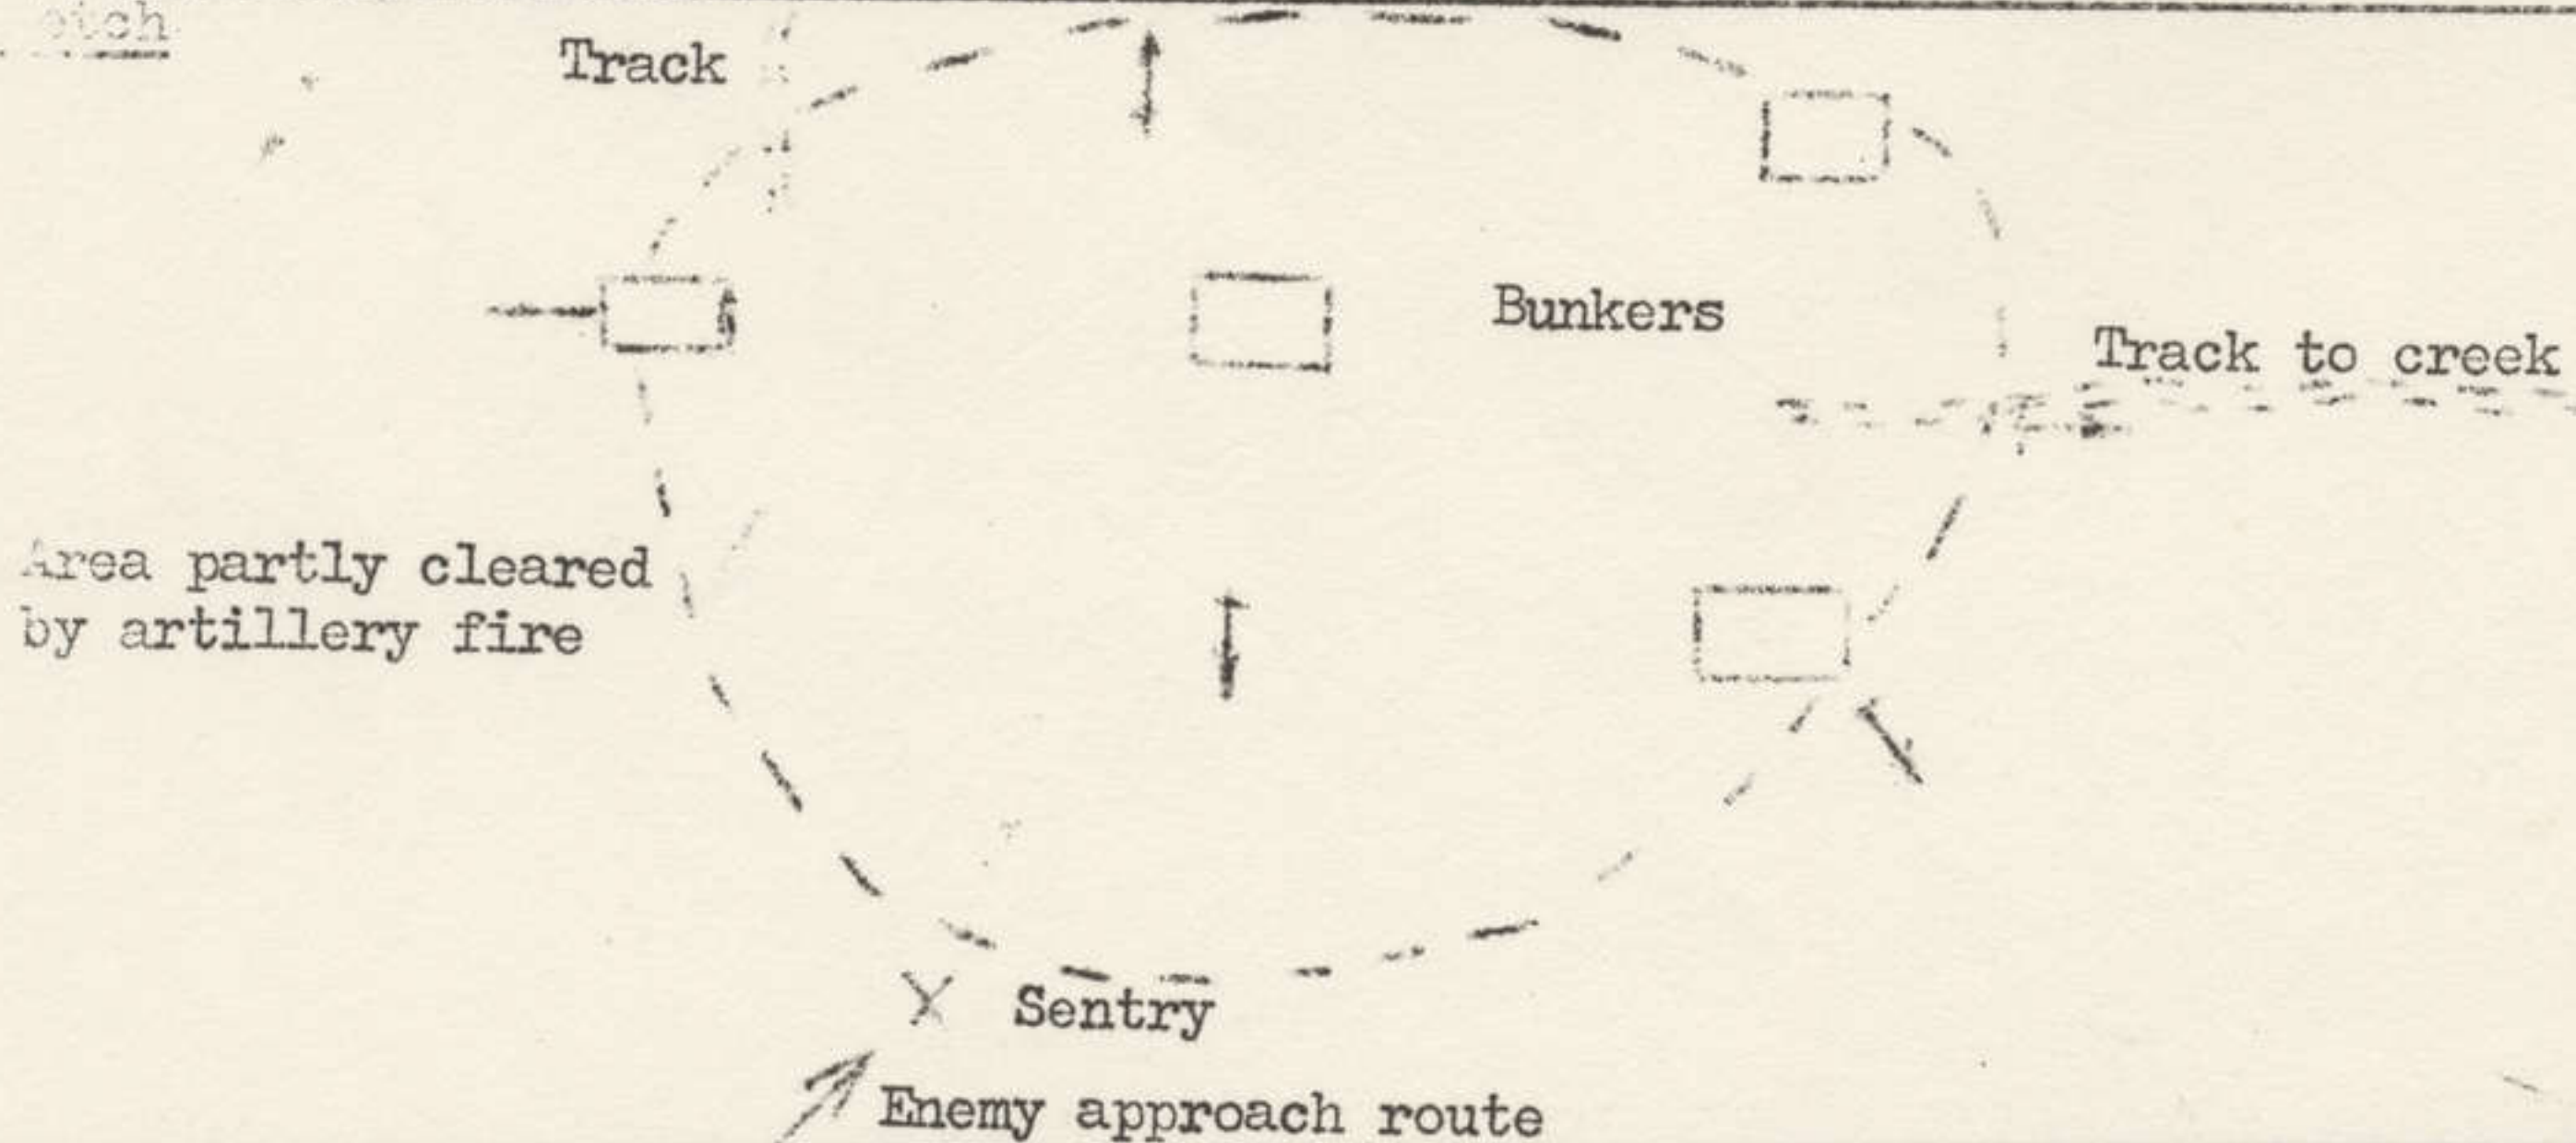 Track
Bunkers
Track to creek
Area partly cleared
by artillery fire
X Sentry
Enemy approach route